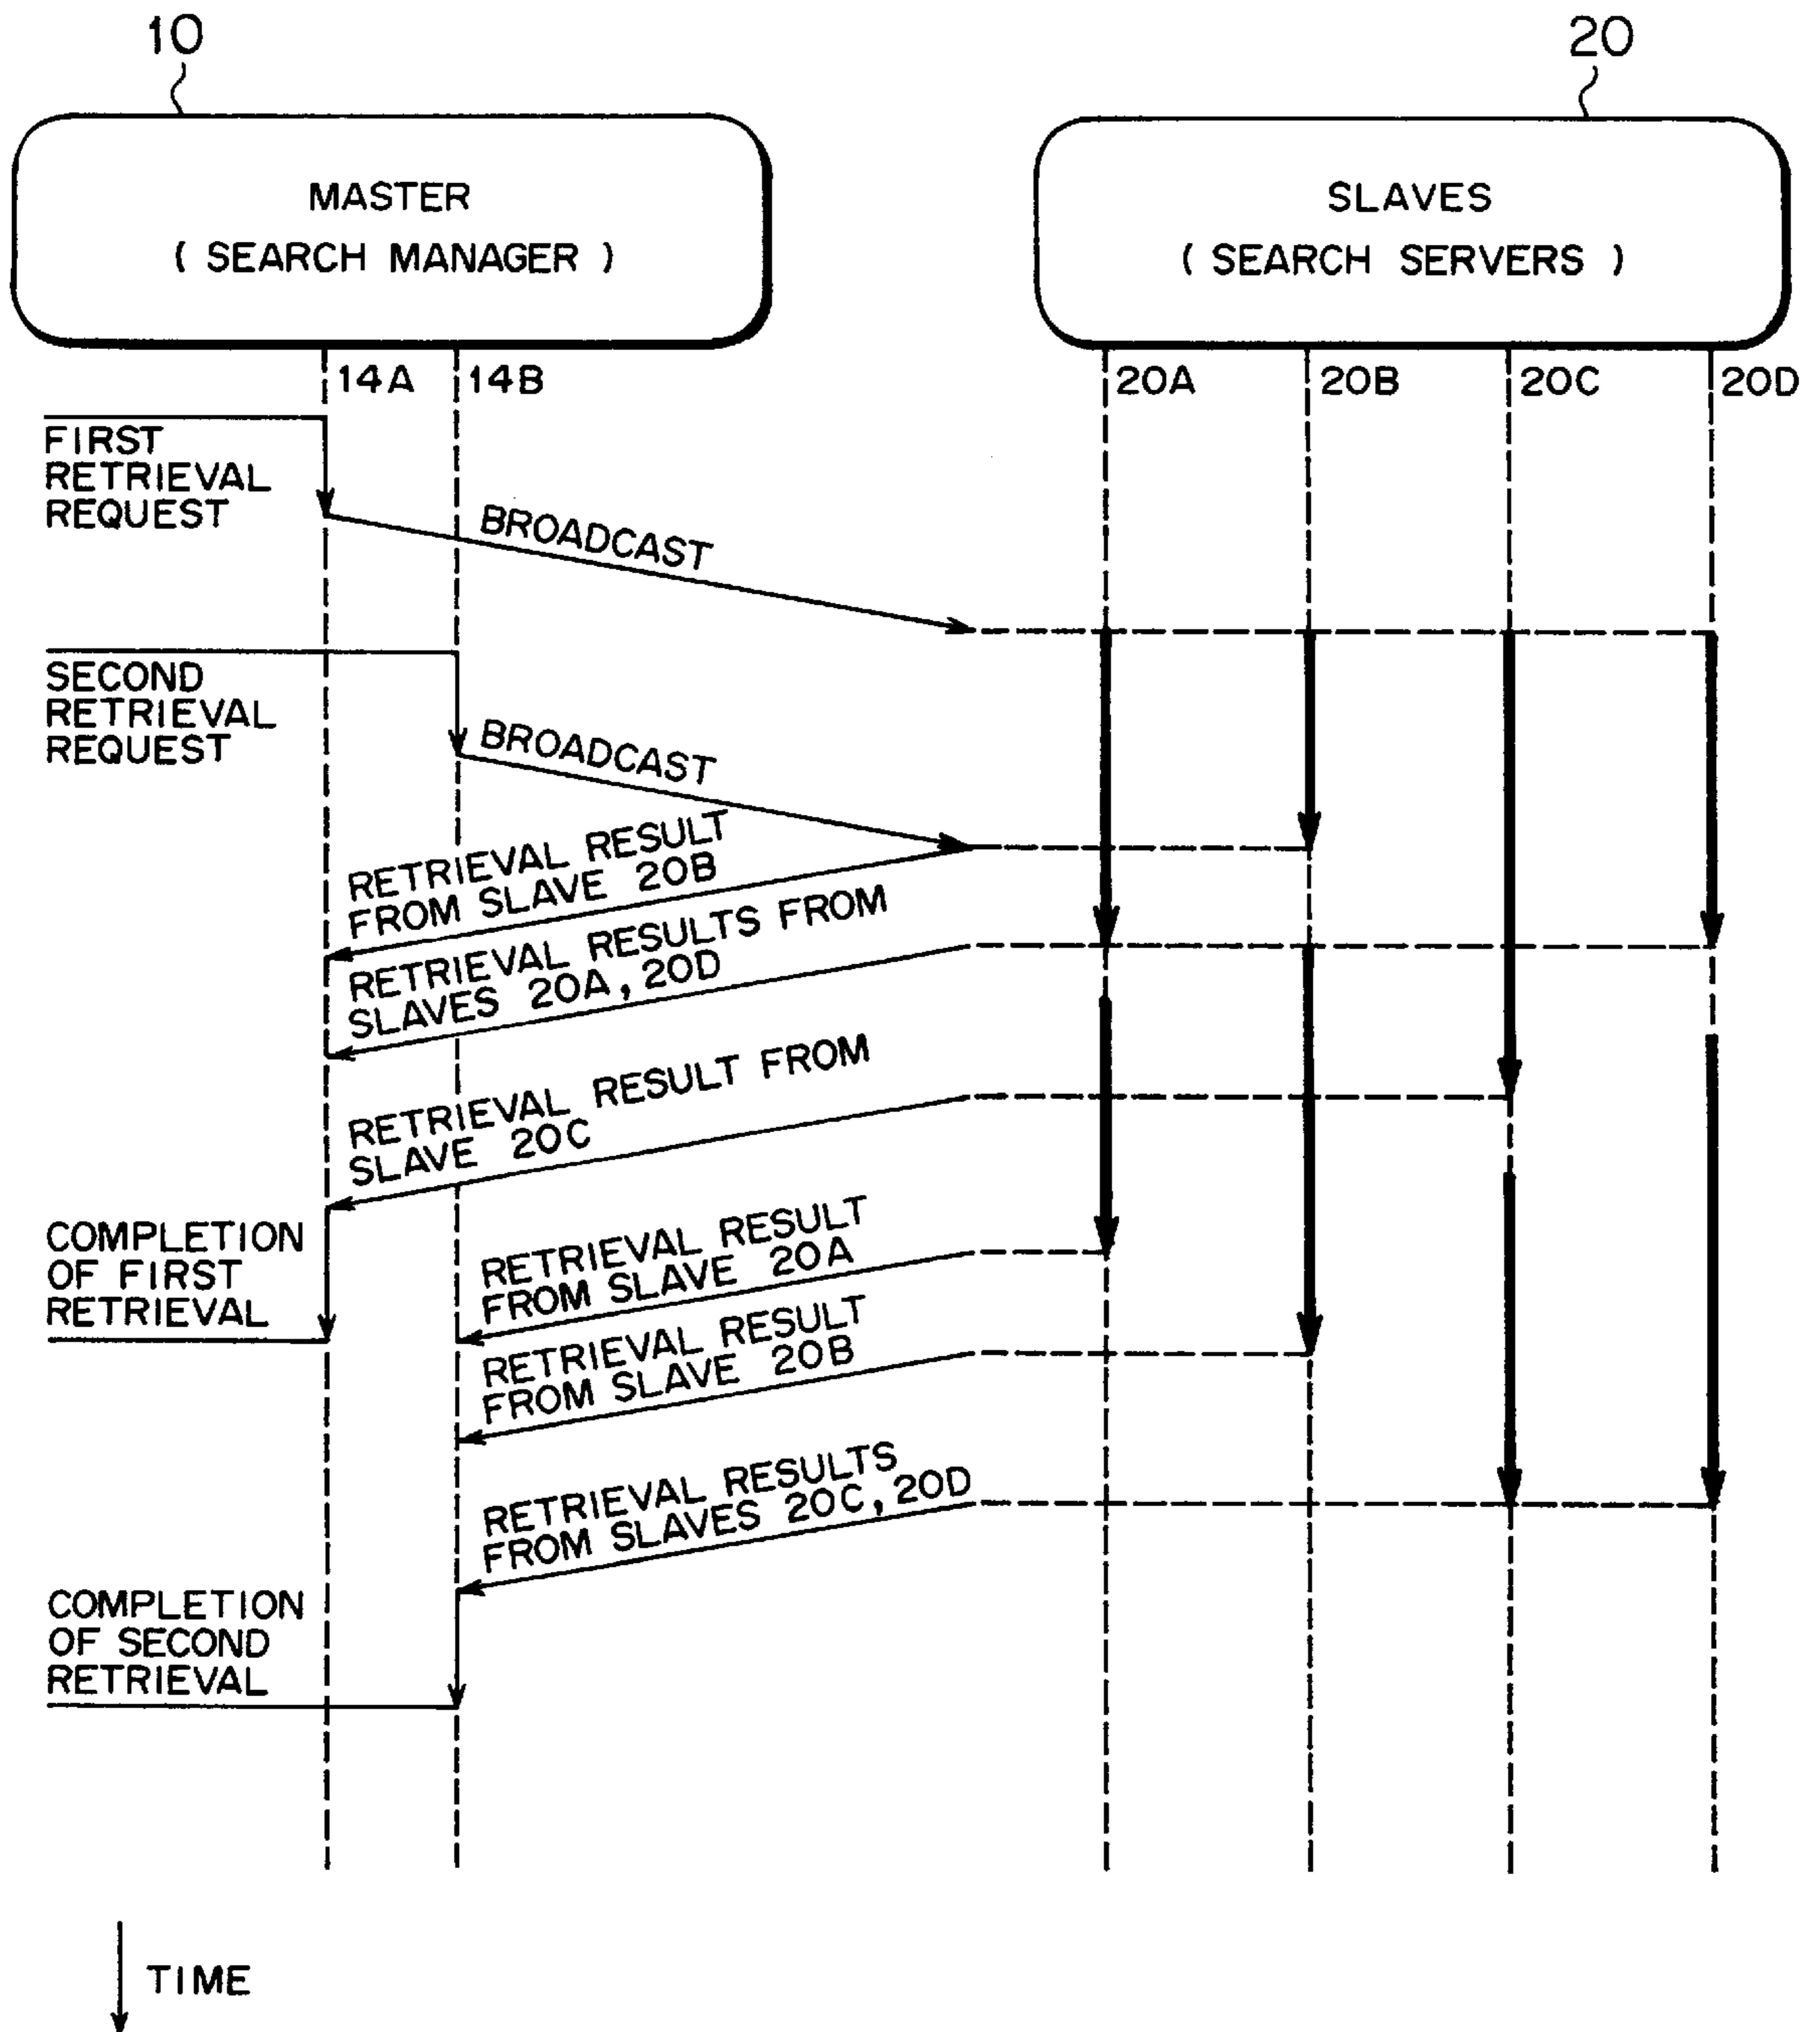 10
20
MASTER
( SEARCH MANAGER )
SLAVES
( SEARCH SERVERS )
14A
14B
20A
20B
20C
20D
FIRST
RETRIEVAL
REQUEST
BROADCAST
SECOND
RETRIEVAL
REQUEST
BROADCAST
RETRIEVAL RESULT
FROM SLAVE 20B
RETRIEVAL RESULTS FROM
SLAVES 20A, 20D
RETRIEVAL RESULT FROM
SLAVE 20C
COMPLETION
OF FIRST
RETRIEVAL
RETRIEVAL RESULT
FROM SLAVE 20A
RETRIEVAL RESULT
FROM SLAVE 20B
RETRIEVAL RESULTS
FROM SLAVES 20C, 20D
COMPLETION
OF SECOND
RETRIEVAL
TIME